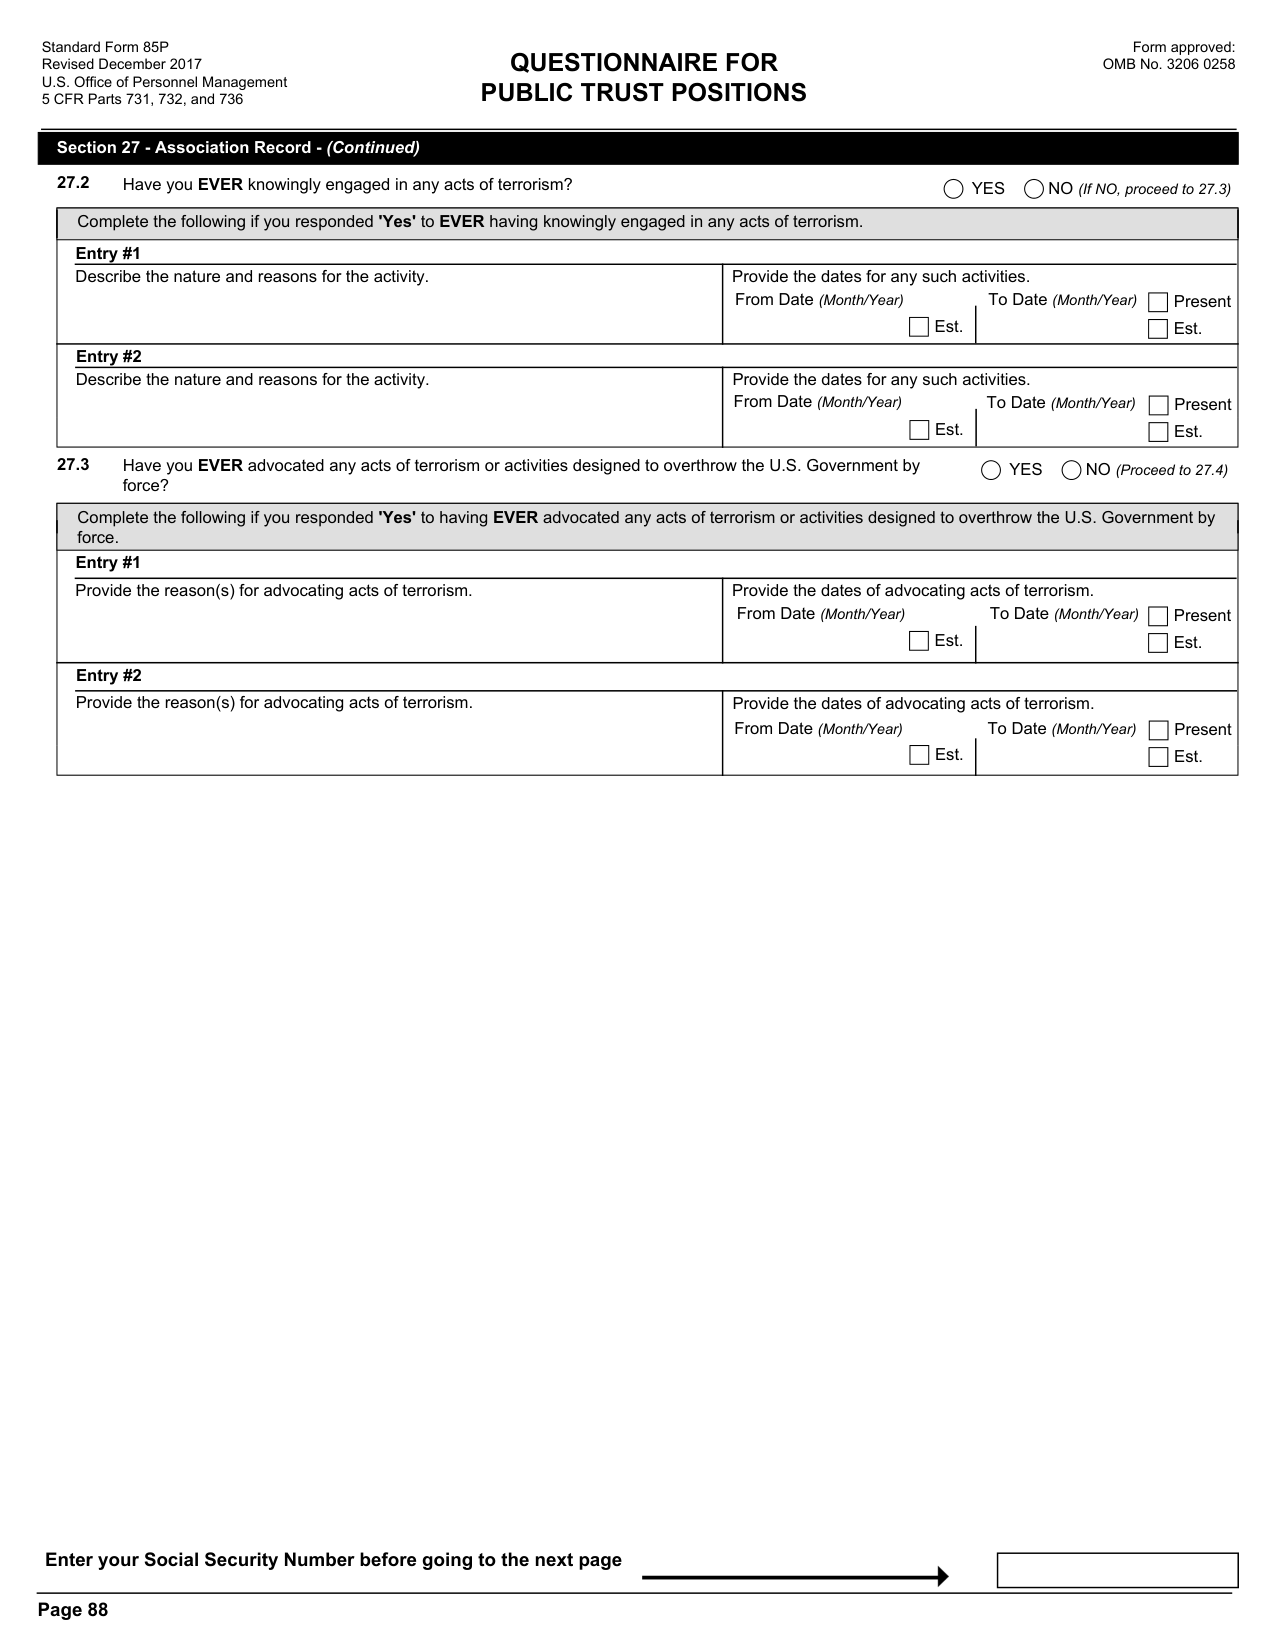 Standard Form 85P
Revised December 2017
U.S. Office of Personnel Management
5 CFR Parts 731, 732, and 736
QUESTIONNAIRE FOR
PUBLIC TRUST POSITIONS
Form approved:
OMB No. 3206 0258
Section 27 - Association Record - (Continued)
27.2 Have you EVER knowingly engaged in any acts of terrorism? YES NO (If NO, proceed to 27.3)
Complete the following if you responded 'Yes' to EVER having knowingly engaged in any acts of terrorism.
Entry #1
Describe the nature and reasons for the activity. Provide the dates for any such activities.
From Date (Month/Year) To Date (Month/Year) Present
Est. Est.
Entry #2
Describe the nature and reasons for the activity. Provide the dates for any such activities.
From Date (Month/Year) To Date (Month/Year) Present
Est. Est.
27.3 Have you EVER advocated any acts of terrorism or activities designed to overthrow the U.S. Government by YES NO (Proceed to 27.4)
force?
Complete the following if you responded 'Yes' to having EVER advocated any acts of terrorism or activities designed to overthrow the U.S. Government by
force.
Entry #1
Provide the reason(s) for advocating acts of terrorism. Provide the dates of advocating acts of terrorism.
From Date (Month/Year) To Date (Month/Year) Present
Est. Est.
Entry #2
Provide the reason(s) for advocating acts of terrorism. Provide the dates of advocating acts of terrorism.
From Date (Month/Year) To Date (Month/Year) Present
Est. Est.
Enter your Social Security Number before going to the next page
Page 88